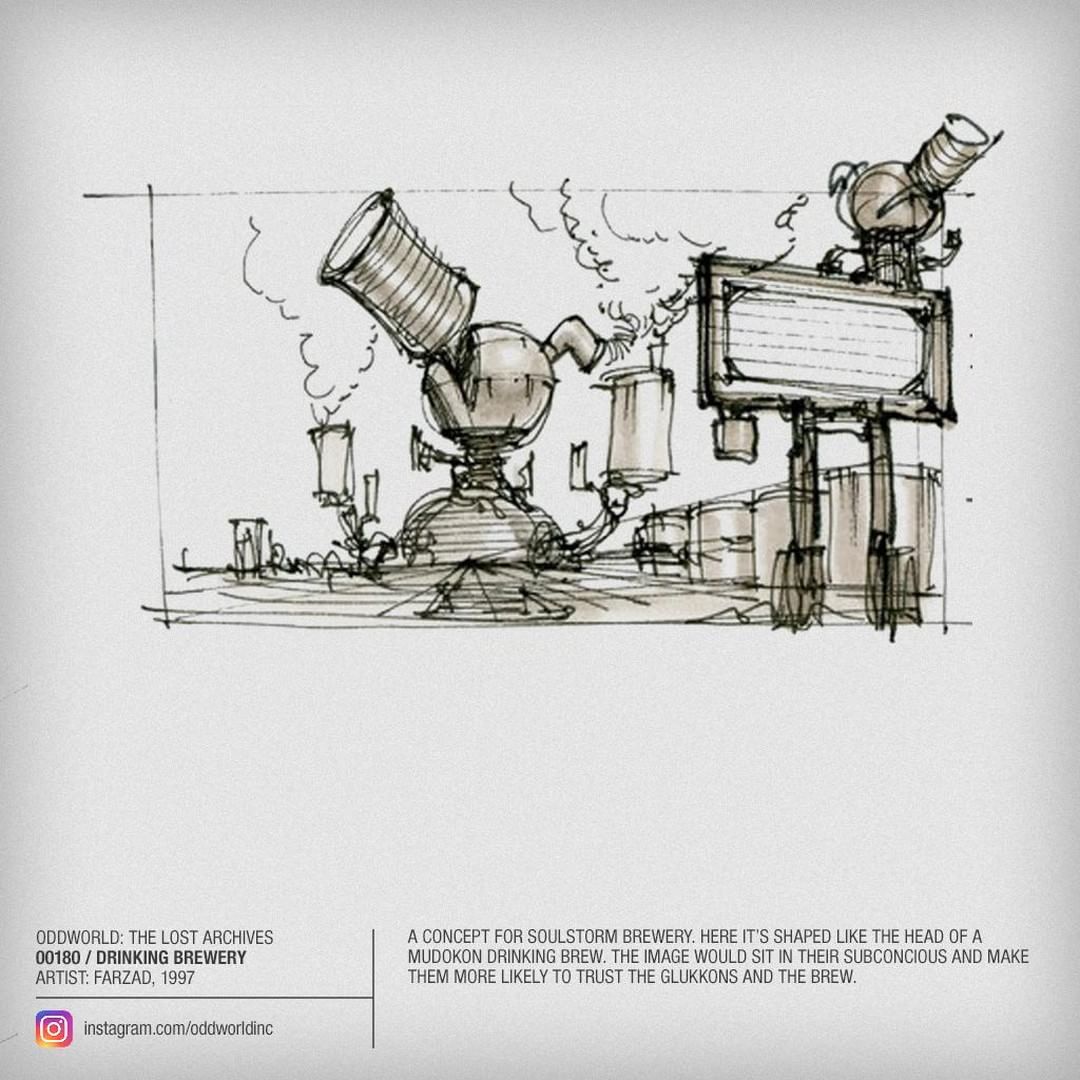 ODDWORLD: THE LOST ARCHIVES
00180 / DRINKING BREWERY
ARTIST: FARZAD, 1997
instagram.com/oddworldinc
A CONCEPT FOR SOULSTORM BREWERY. HERE IT'S SHAPED LIKE THE HEAD OF A
MUDOKON DRINKING BREW. THE IMAGE WOULD SIT IN THEIR SUBCONCIOUS AND MAKE
THEM MORE LIKELY TO TRUST THE GLUKKONS AND THE BREW.